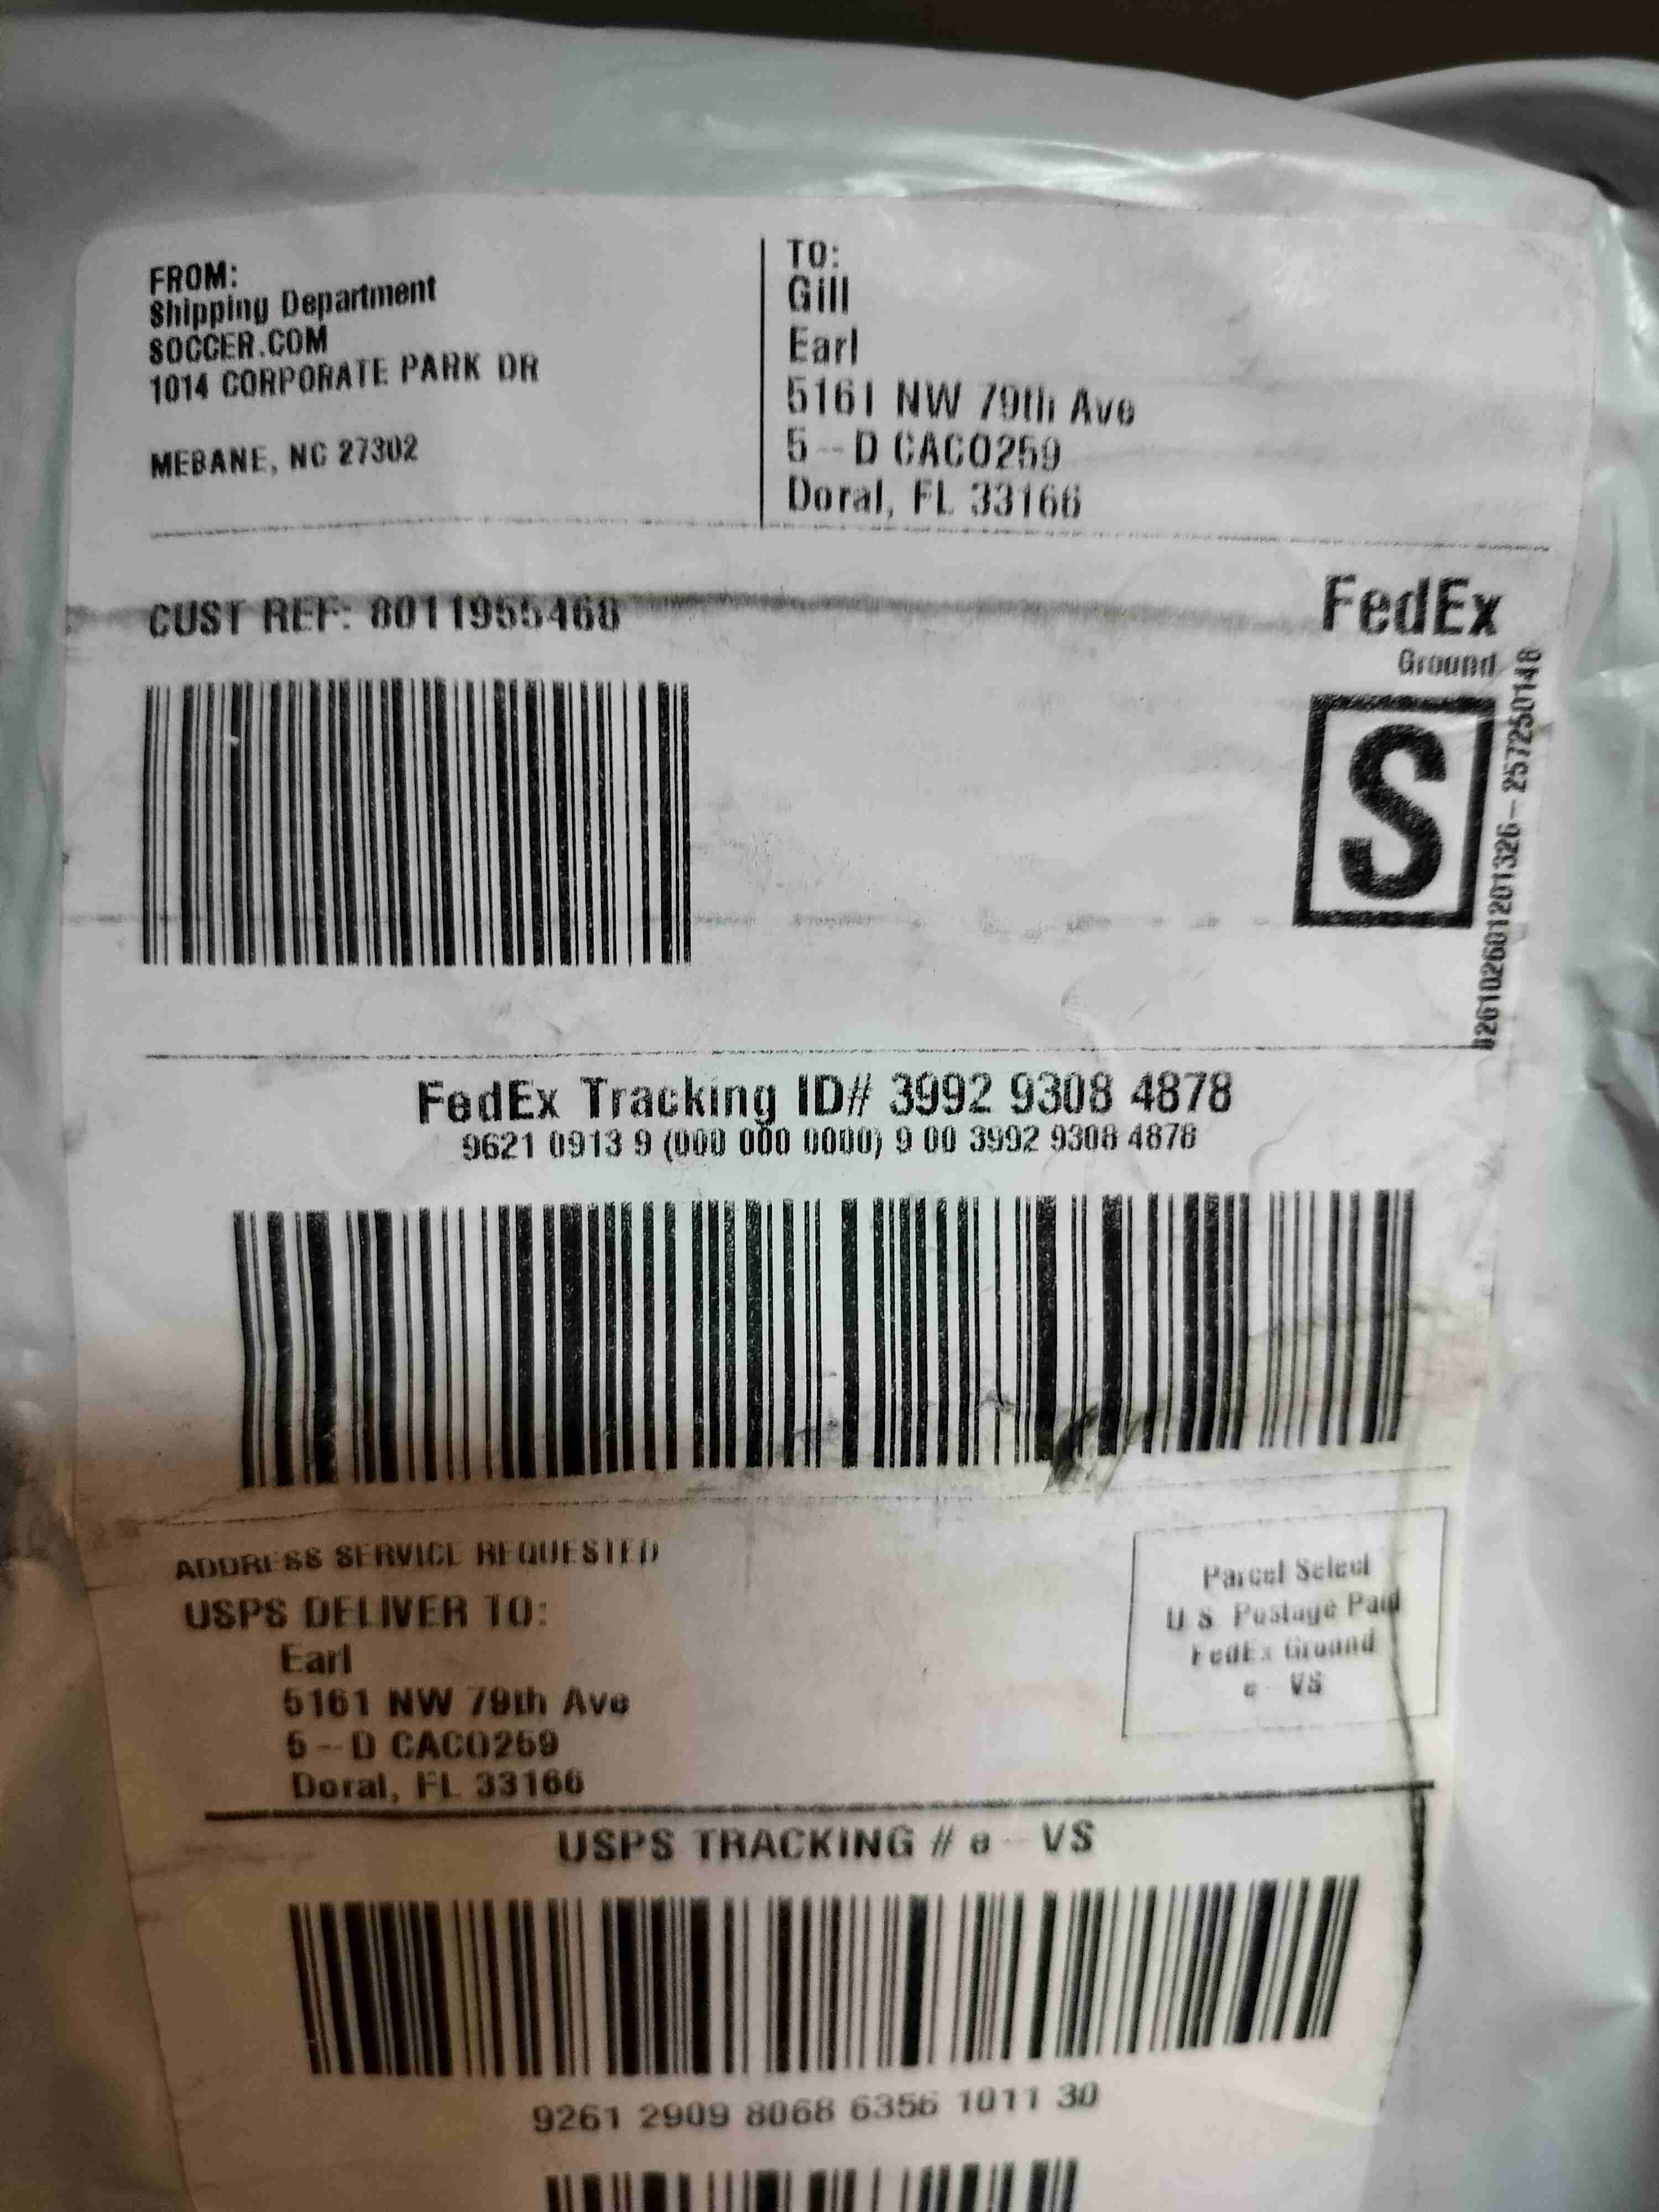 FROM:
Shipping Department
SOCCER.COM
1014 CORPORATE PARK DR
MEBANE, NC 27302
TO:
Gill
Earl
5161 NW 79th Ave
5--D CACO259
Doral, FL 33166
CUST REF: 8011955468
FedEx
Ground
S
FedEx Tracking ID# 3992 9308 4878
9621 0913 9 (000 000 0000) 9 00 3992 9308 4878
ADDRESS SERVICE REQUESTED
USPS DELIVER TO:
Earl
5161 NW 79th Ave
5--D CACO259
Doral, FL 33166
Parcel Select
U.S. Postage Paid
FedEx Ground
e-VS
USPS TRACKING # e-VS
9261 2909 8068 6356 1011 30